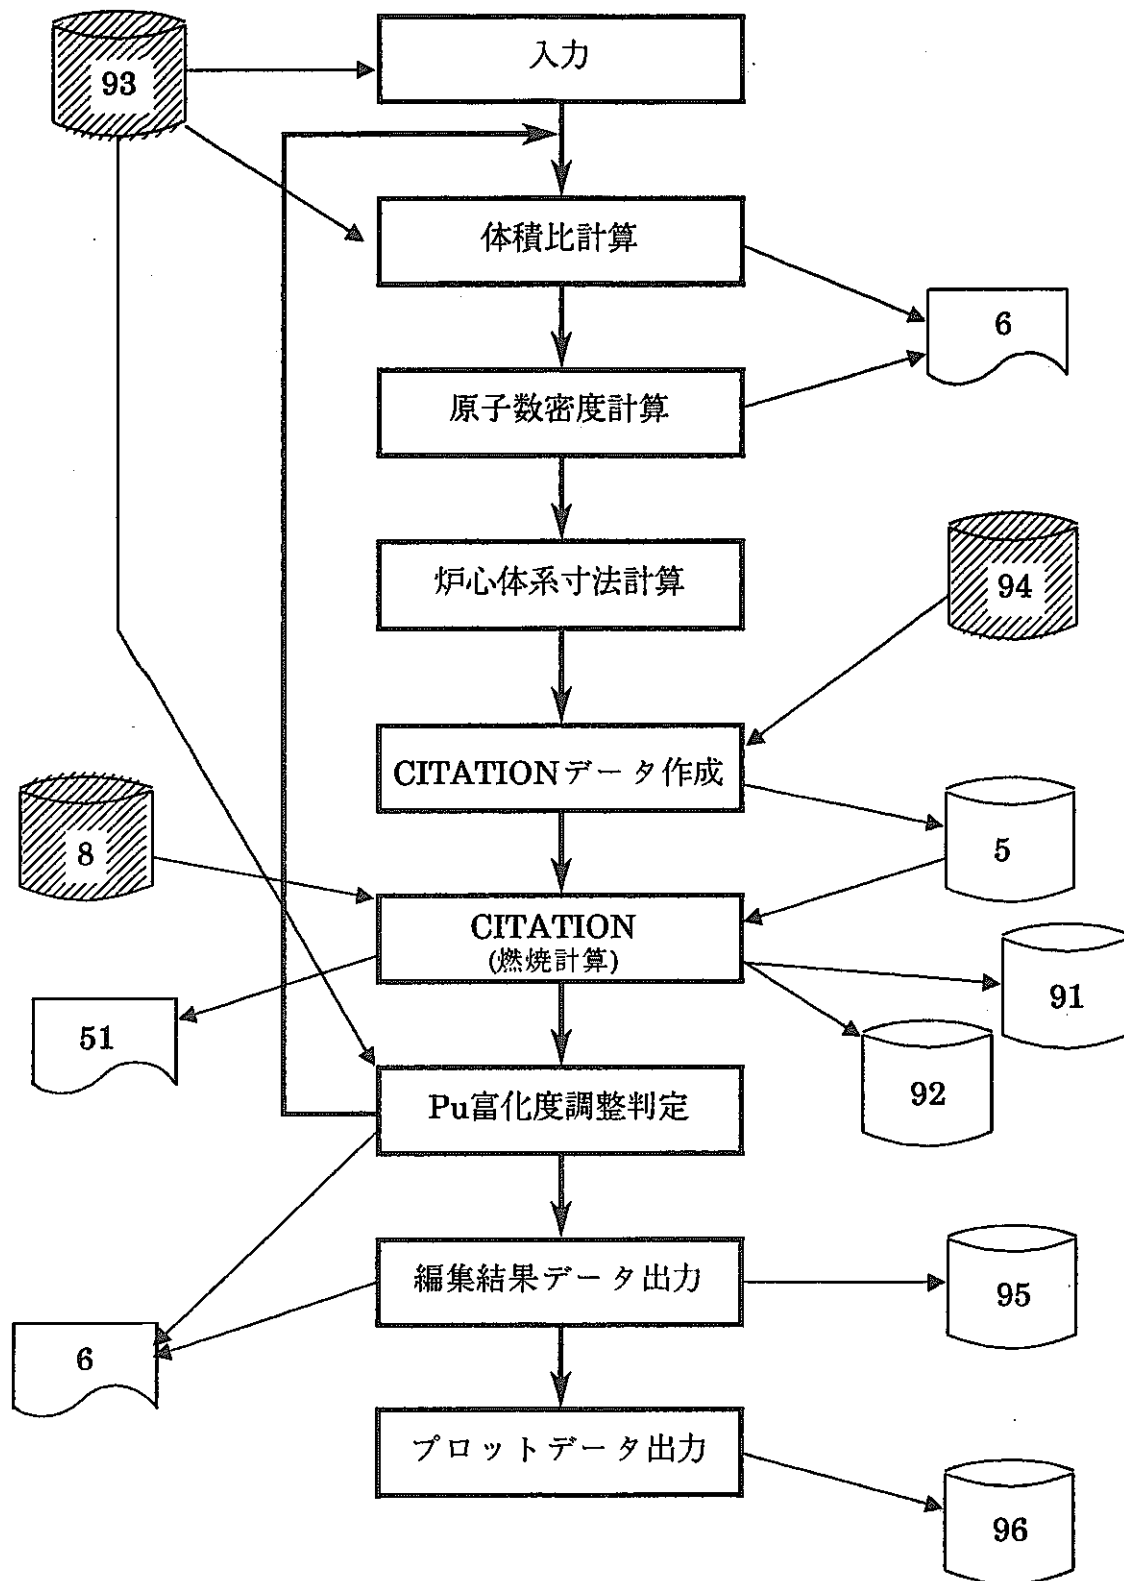 93
入力
体積比計算
6
原子数密度計算
炉心体系寸法計算
94
CITATIONデータ作成
8
5
CITATION
(燃焼計算)
91
51
92
Pu富化度調整判定
編集結果データ出力
95
6
プロットデータ出力
96